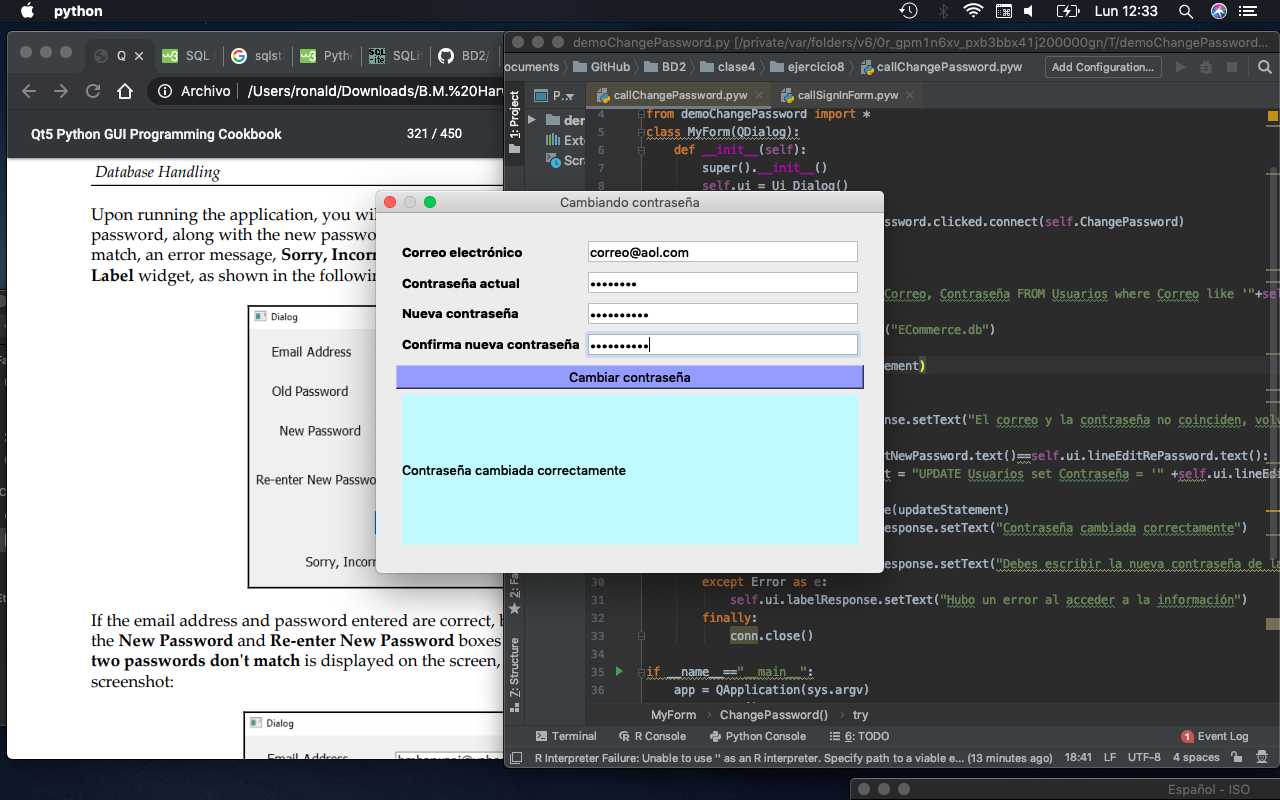 python
Lun 12:33
Q
SQL
sqlst
Pytho
SQLi
BD2/
Archivo
/Users/ronald/Downloads/B.M.%20Harw
Qt5 Python GUI Programming Cookbook
321 / 450
Database Handling
Upon running the application, you wil
password, along with the new passwo
match, an error message, Sorry, Incorr
Label widget, as shown in the followin
Dialog
Email Address
Old Password
New Password
Re-enter New Passwo
Sorry, Incorr
If the email address and password entered are correct, b
the New Password and Re-enter New Password boxes
two passwords don't match is displayed on the screen,
screenshot:
Dialog
Email Address
demoChangePassword.py [/private/var/folders/v6/0r_gpm1n6xv_pxb3bbx41j200000gn/T/demoChangePassword...
ocuments
GitHub
BD2
clase4
ejercicio8
callChangePassword.pyw
Add Configuration...
1: Project
P..
callChangePassword.pyw
callSignInForm.pyw
der
Exte
Scra
4 from demoChangePassword import *
5 class MyForm(QDialog):
6 def __init__(self):
7 super().__init__()
8 self.ui = Ui_Dialog()
ssword.clicked.connect(self.ChangePassword)
Correo, Contraseña FROM Usuarios where Correo like '"+se
("ECommerce.db")
ement)
nse.setText("El correo y la contraseña no coinciden, volv
tNewPassword.text()==self.ui.lineEditRePassword.text():
t = "UPDATE Usuarios set Contraseña = '" +self.ui.lineEd
e(updateStatement)
esponse.setText("Contraseña cambiada correctamente")
esponse.setText("Debes escribir la nueva contraseña de la
30 except Error as e:
31 self.ui.labelResponse.setText("Hubo un error al acceder a la información")
32 finally:
33 conn.close()
34
35 if __name__=="__main__":
36 app = QApplication(sys.argv)
2: Fa
7: Structure
MyForm
ChangePassword()
try
Terminal
R Console
Python Console
6: TODO
1 Event Log
R Interpreter Failure: Unable to use '' as an R interpreter. Specify path to a viable e... (13 minutes ago)
18:41
LF
UTF-8
4 spaces
Español - ISO
Cambiando contraseña
Correo electrónico
correo@aol.com
Contraseña actual
••••••••
Nueva contraseña
••••••••••
Confirma nueva contraseña
••••••••••
Cambiar contraseña
Contraseña cambiada correctamente